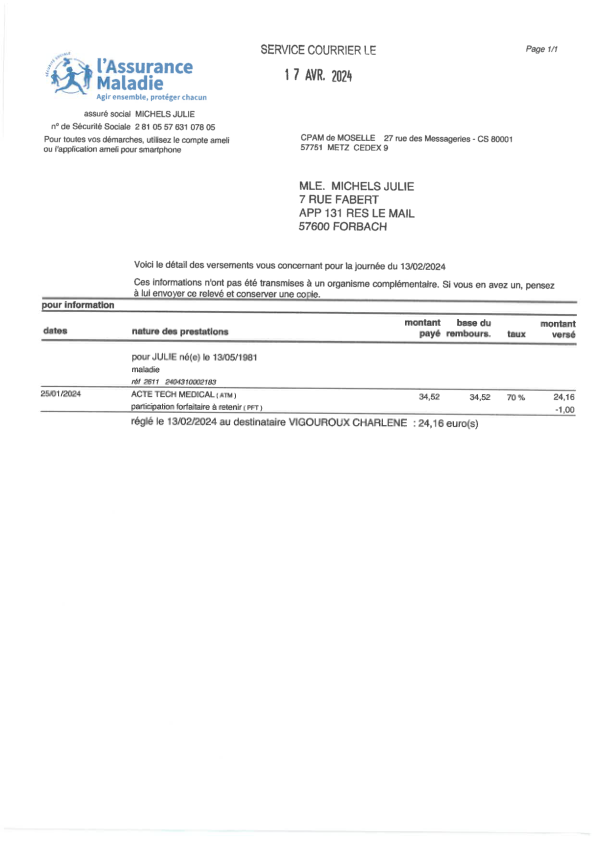 SERVICE COURRIER LE
Page 1/1
17 AVR. 2024
l'Assurance
Maladie
Agir ensemble, protéger chacun
assuré social MICHELS JULIE
n° de Sécurité Sociale 2 81 05 57 631 078 05
Pour toutes vos démarches, utilisez le compte ameli
ou l'application ameli pour smartphone
CPAM de MOSELLE 27 rue des Messageries - CS 80001
57751 METZ CEDEX 9
MLE. MICHELS JULIE
7 RUE FABERT
APP 131 RES LE MAIL
57600 FORBACH
Voici le détail des versements vous concernant pour la journée du 13/02/2024
Ces informations n'ont pas été transmises à un organisme complémentaire. Si vous en avez un, pensez
à lui envoyer ce relevé et conserver une copie.
pour information
dates nature des prestations montant payé base du rembours. taux montant versé
pour JULIE né(e) le 13/05/1981
maladie
réf 2611 2404310002183
25/01/2024 ACTE TECH MEDICAL ( ATM ) 34,52 34,52 70 % 24,16
participation forfaitaire à retenir ( PFT ) -1,00
réglé le 13/02/2024 au destinataire VIGOUROUX CHARLENE : 24,16 euro(s)